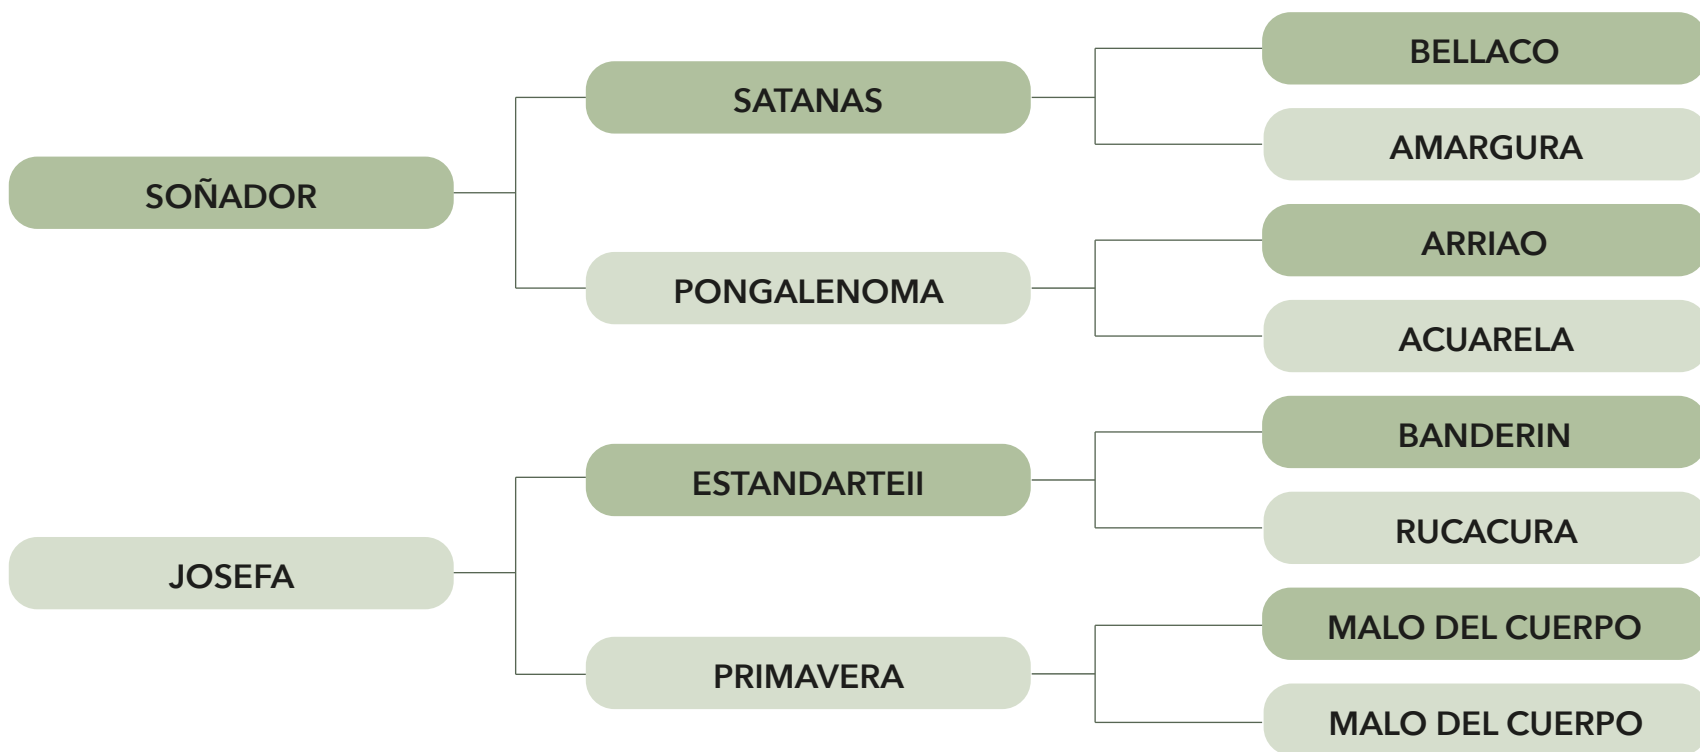 BELLACO
SATANAS
AMARGURA
SOÑADOR
ARRIAO
PONGALENOMA
ACUARELA
BANDERIN
ESTANDARTEII
RUCACURA
JOSEFA
MALO DEL CUERPO
PRIMAVERA
MALO DEL CUERPO